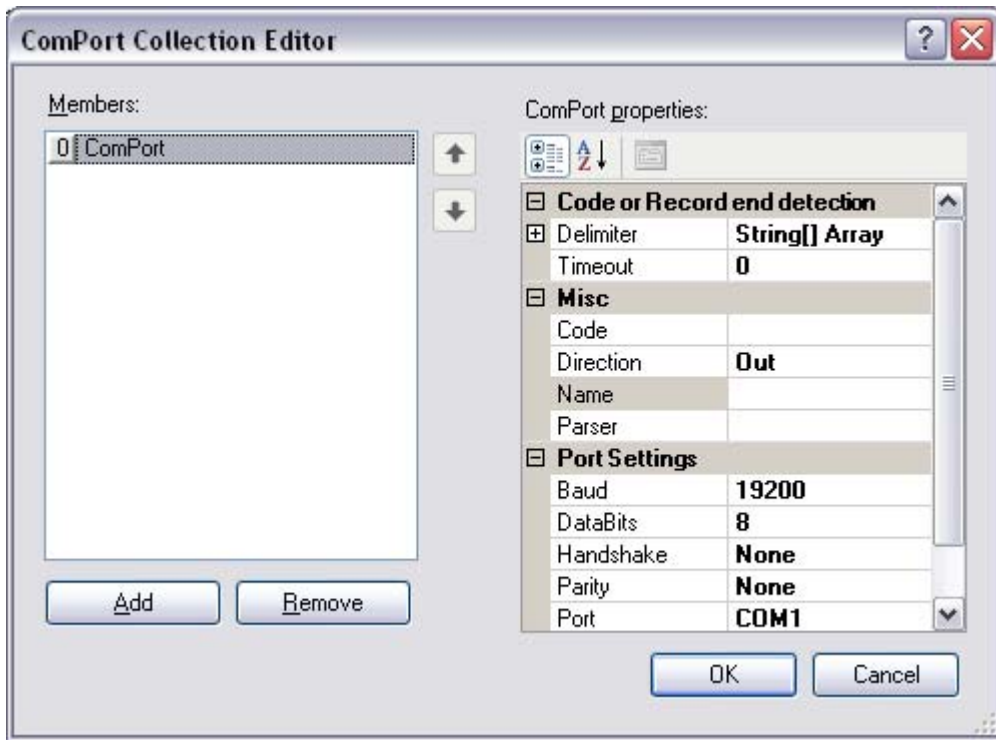 ComPort Collection Editor
Members:
0 ComPort
Add
Remove
ComPort properties:
Code or Record end detection
Delimiter String[] Array
Timeout 0
Misc
Code
Direction Out
Name
Parser
Port Settings
Baud 19200
DataBits 8
Handshake None
Parity None
Port COM1
OK
Cancel